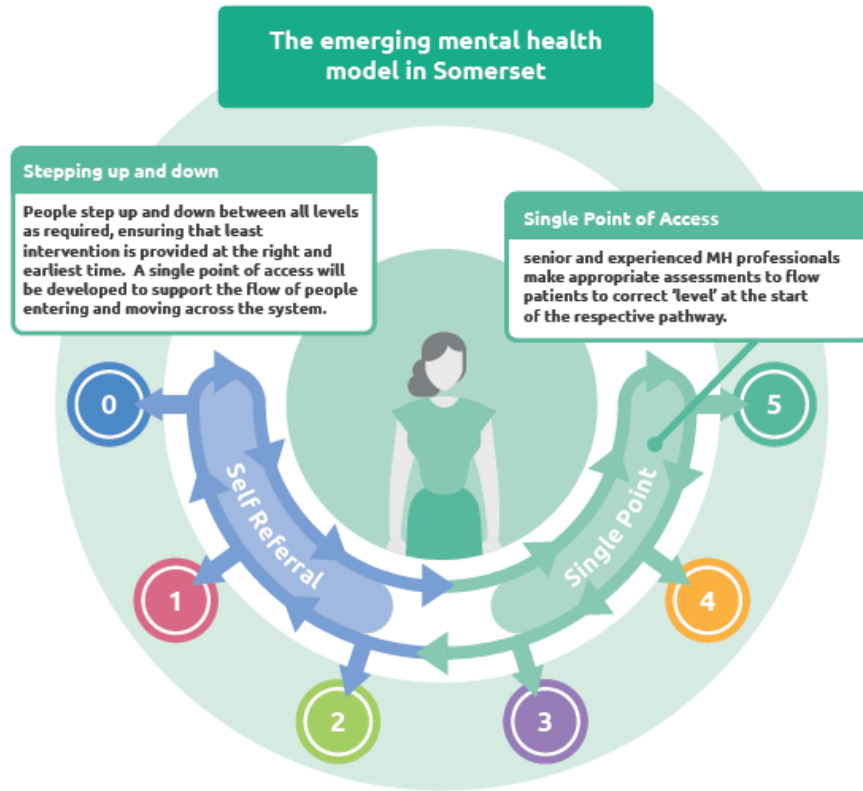 The emerging mental health
model in Somerset
Stepping up and down
People step up and down between all levels
as required, ensuring that least
intervention is provided at the right and
earliest time. A single point of access will
be developed to support the flow of people
entering and moving across the system.
Single Point of Access
senior and experienced MH professionals
make appropriate assessments to flow
patients to correct ‘level’ at the start
of the respective pathway.
0
5
Self Referral
Single Point
1
4
2
3